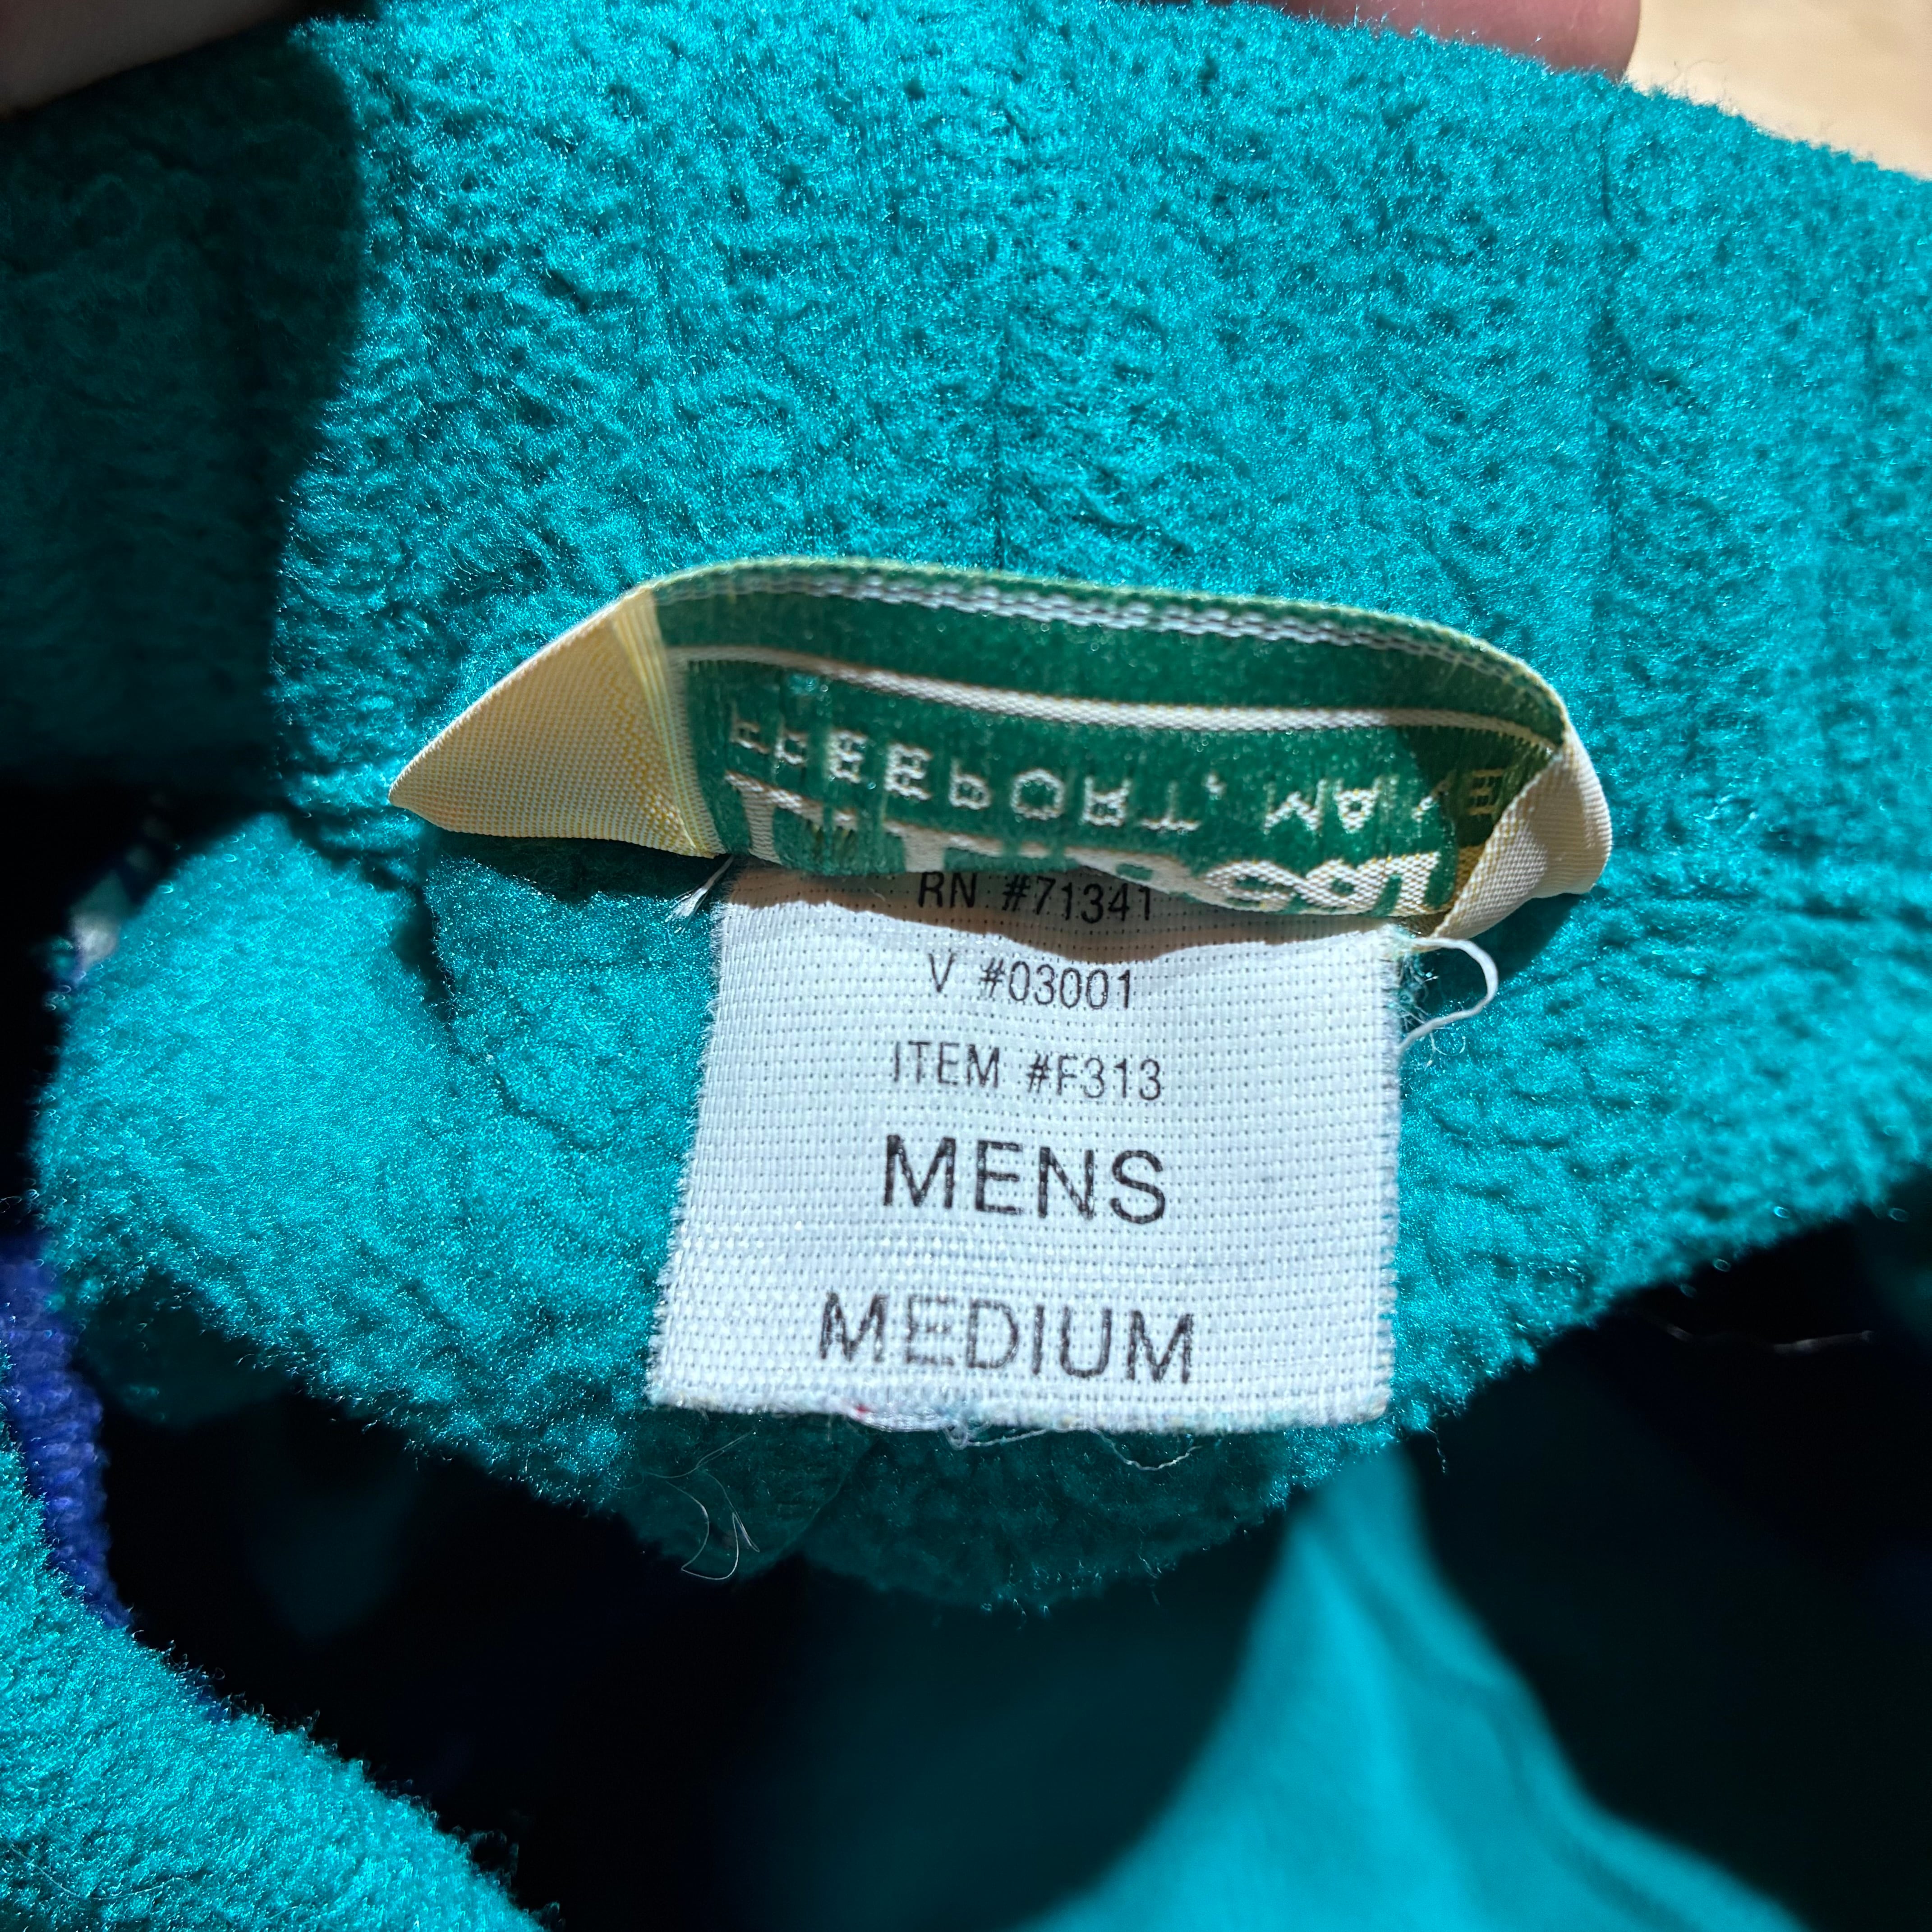 FREEPORT, MAINE
RN #71341
V #03001
ITEM #F313
MENS
MEDIUM